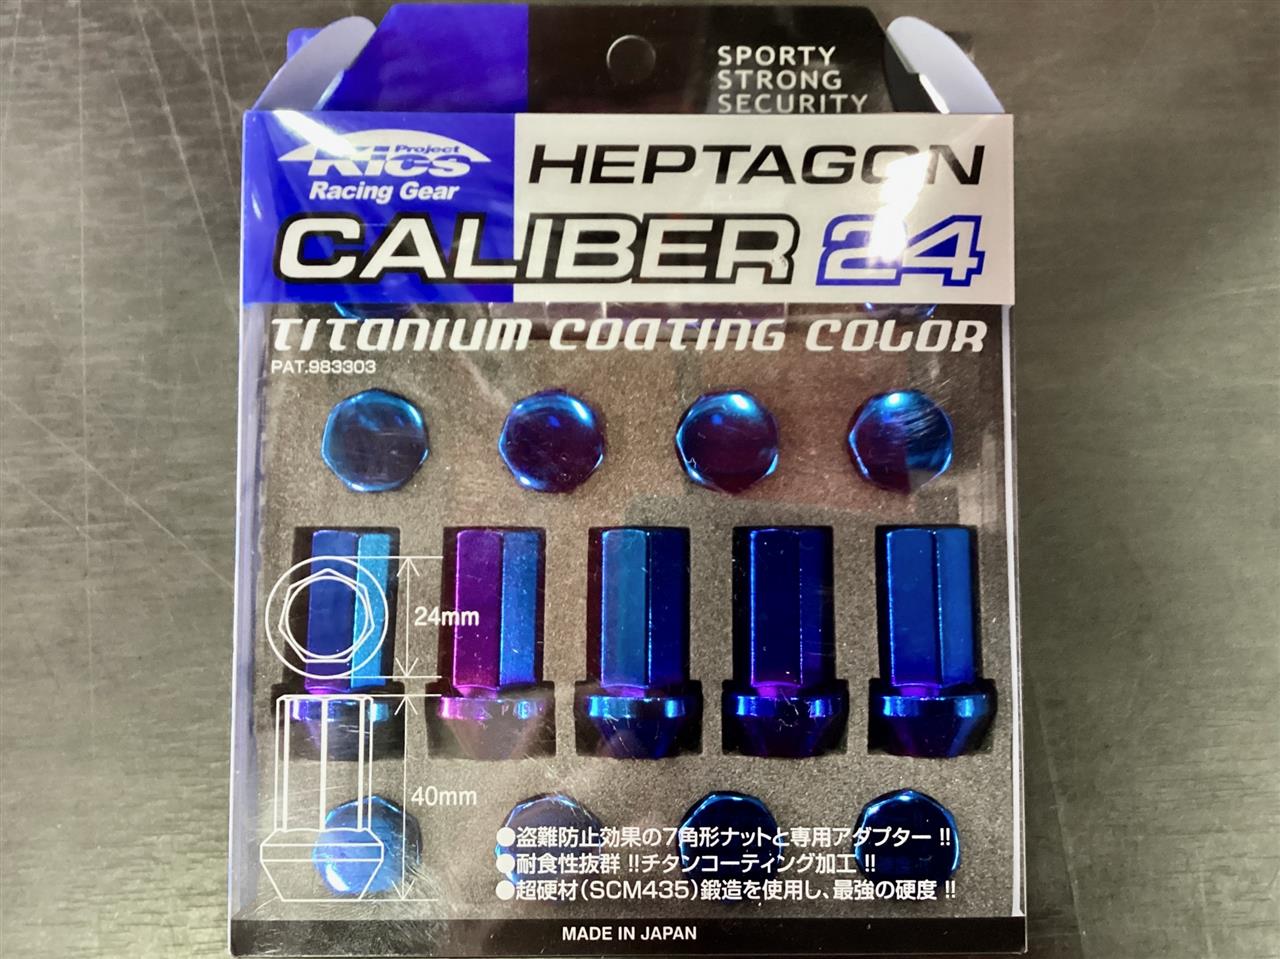 SPORTY
STRONG
SECURITY
Project
Kics
Racing Gear
HEPTAGON
CALIBER 24
TITANIUM COATING COLOR
PAT.983303
24mm
40mm
●盗難防止効果の7角形ナットと専用アダプター!!
●耐食性抜群!!チタンコーティング加工!!
●超硬材(SCM435)鍛造を使用し、最強の硬度!!
MADE IN JAPAN